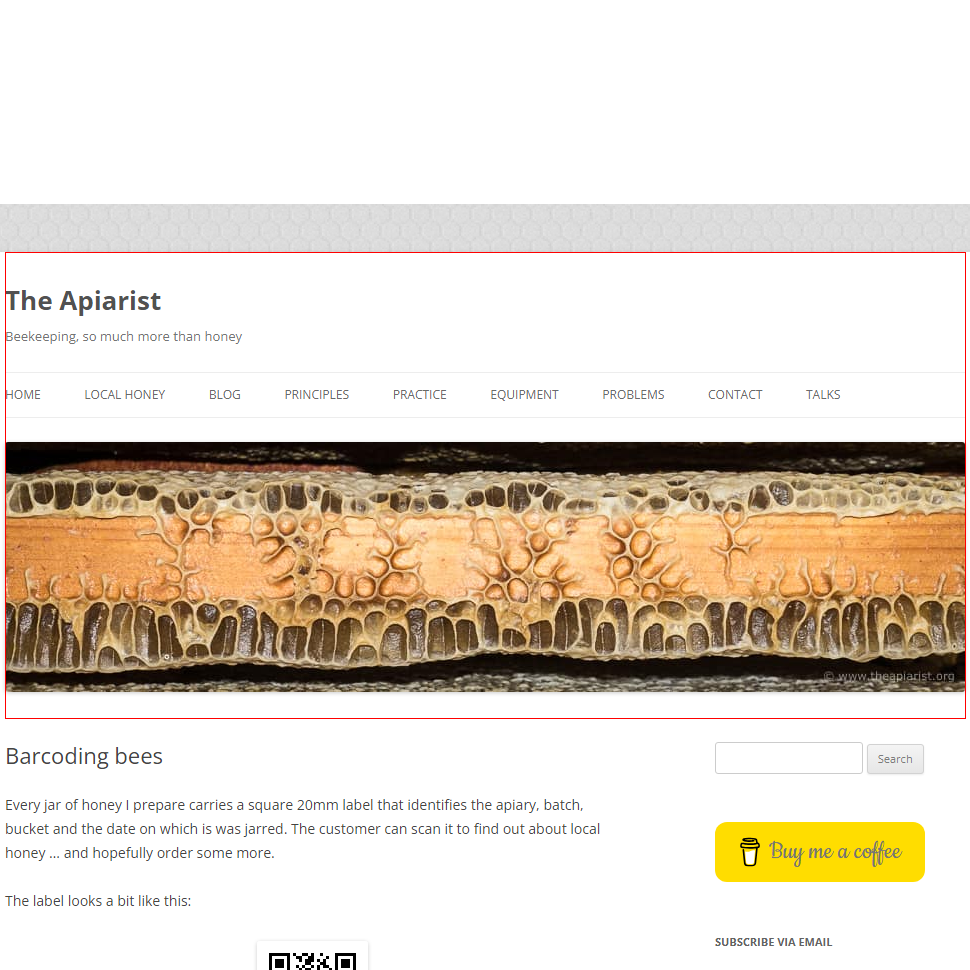 The Apiarist
Beekeeping, so much more than honey
HOME LOCAL HONEY BLOG PRINCIPLES PRACTICE EQUIPMENT PROBLEMS CONTACT TALKS
© www.theapiarist.org
Barcoding bees
Every jar of honey I prepare carries a square 20mm label that identifies the apiary, batch,
bucket and the date on which is was jarred. The customer can scan it to find out about local
honey … and hopefully order some more.
The label looks a bit like this:
Search
Buy me a coffee
SUBSCRIBE VIA EMAIL